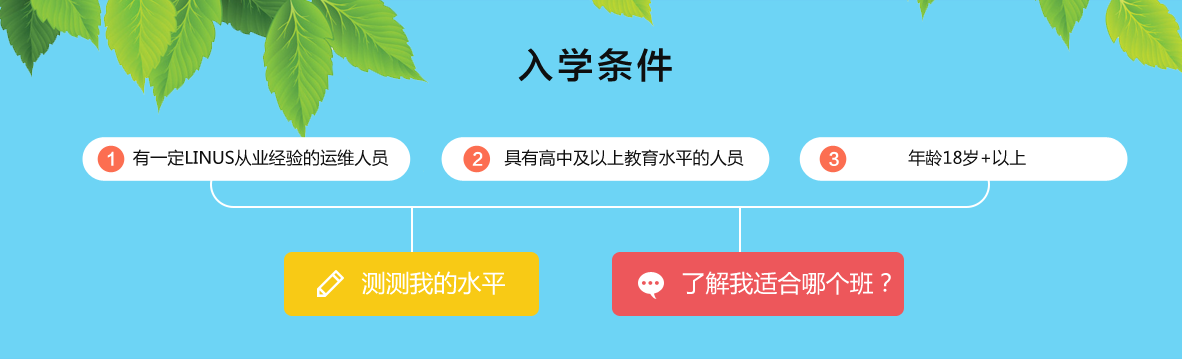 入学条件
1 有一定LINUS从业经验的运维人员
2 具有高中及以上教育水平的人员
3 年龄18岁+以上
测测我的水平
了解我适合哪个班？